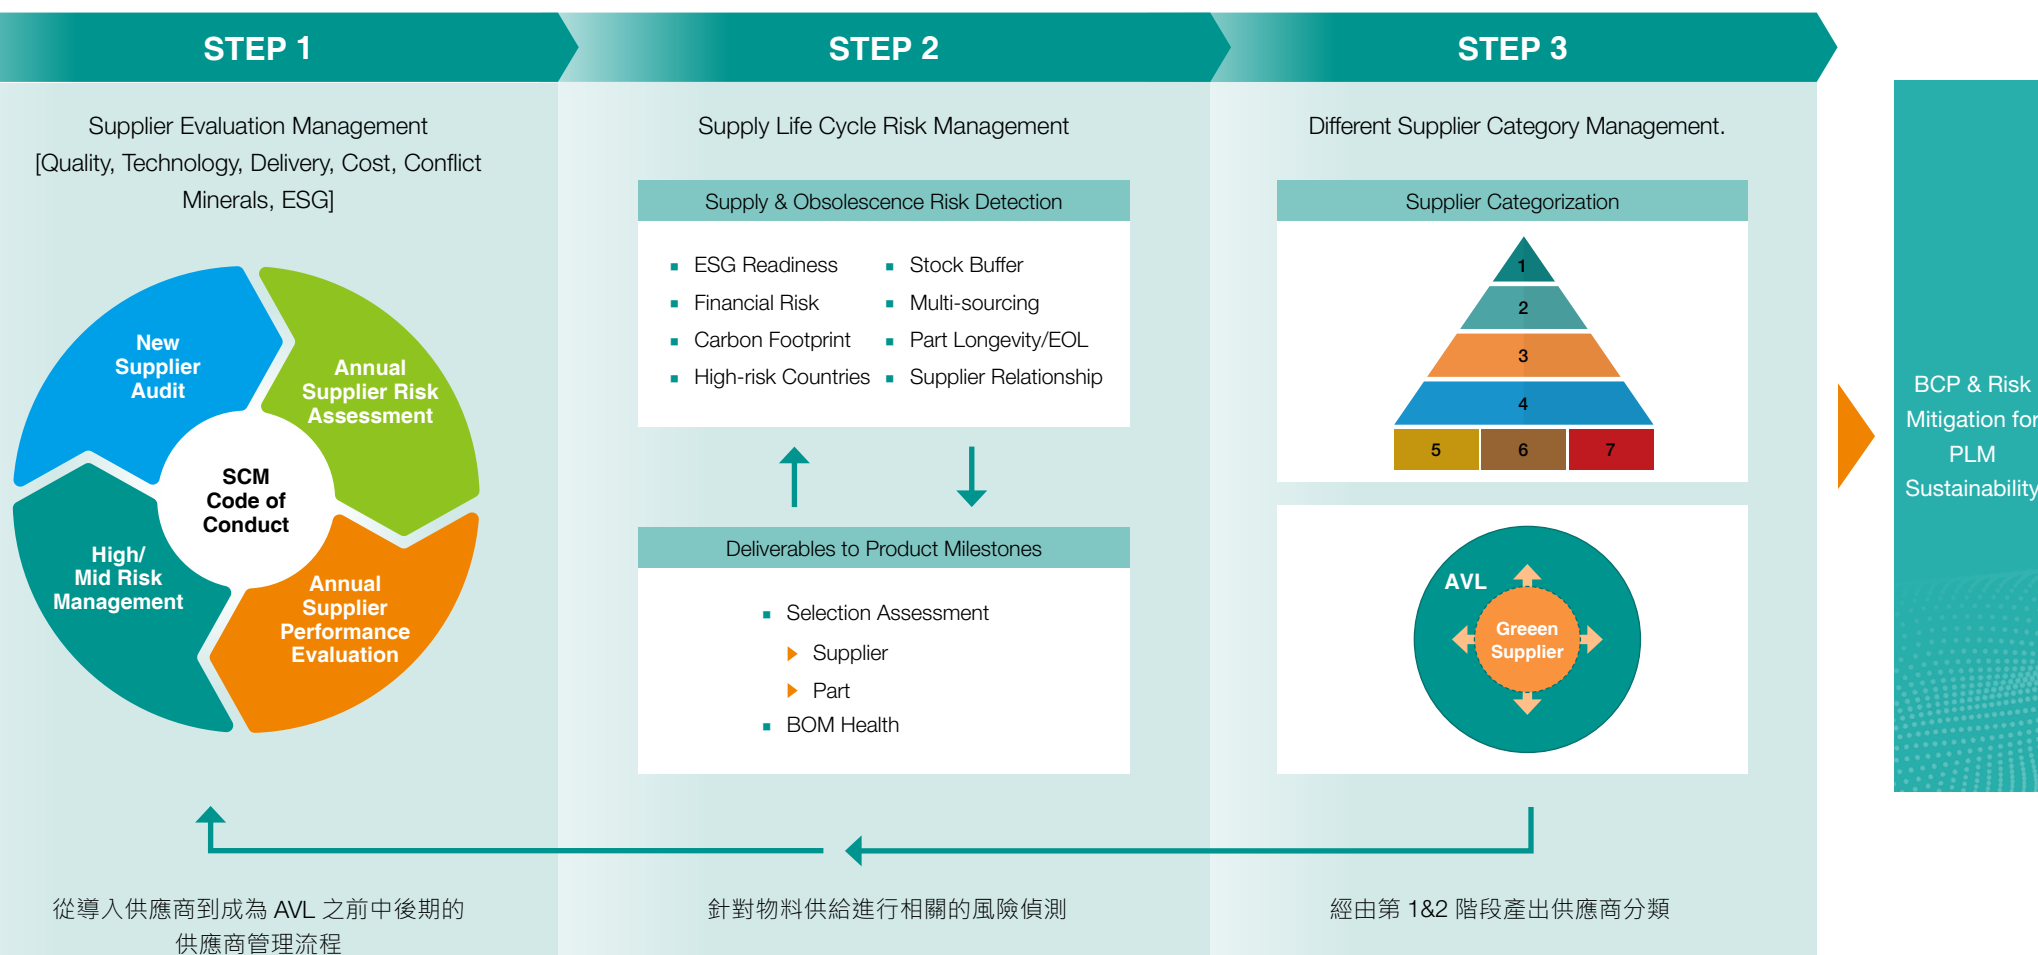 STEP 1
Supplier Evaluation Management
[Quality, Technology, Delivery, Cost, Conflict
Minerals, ESG]
New
Supplier
Audit
Annual
Supplier Risk
Assessment
SCM
Code of
Conduct
High/
Mid Risk
Management
Annual
Supplier
Performance
Evaluation
從導入供應商到成為 AVL 之前中後期的
供應商管理流程
STEP 2
Supply Life Cycle Risk Management
Supply & Obsolescence Risk Detection
ESG Readiness
Financial Risk
Carbon Footprint
High-risk Countries
Stock Buffer
Multi-sourcing
Part Longevity/EOL
Supplier Relationship
Deliverables to Product Milestones
Selection Assessment
Supplier
Part
BOM Health
針對物料供給進行相關的風險偵測
STEP 3
Different Supplier Category Management.
Supplier Categorization
1
2
3
4
5 6 7
AVL
Greeen
Supplier
經由第 1&2 階段產出供應商分類
BCP & Risk
Mitigation for
PLM
Sustainability